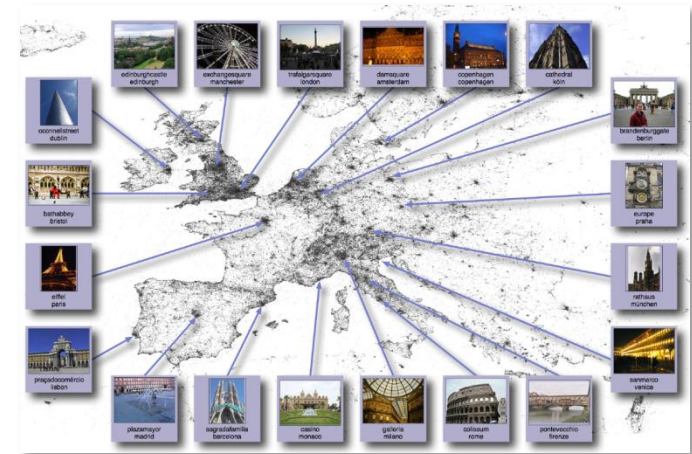 edinburghcastle
edinburgh
exchangesquare
manchester
trafalgarsquare
london
damsquare
amsterdam
copenhagen
copenhagen
cathedral
köln
oconnellstreet
dublin
brandenburggate
berlin
bathabbey
bristol
europe
praha
eiffel
paris
rathaus
münchen
praçadocomércio
lisbon
sanmarco
venice
plazamayor
madrid
sagradafamilia
barcelona
casino
monaco
galleria
milano
coliseum
rome
pontevecchio
firenze